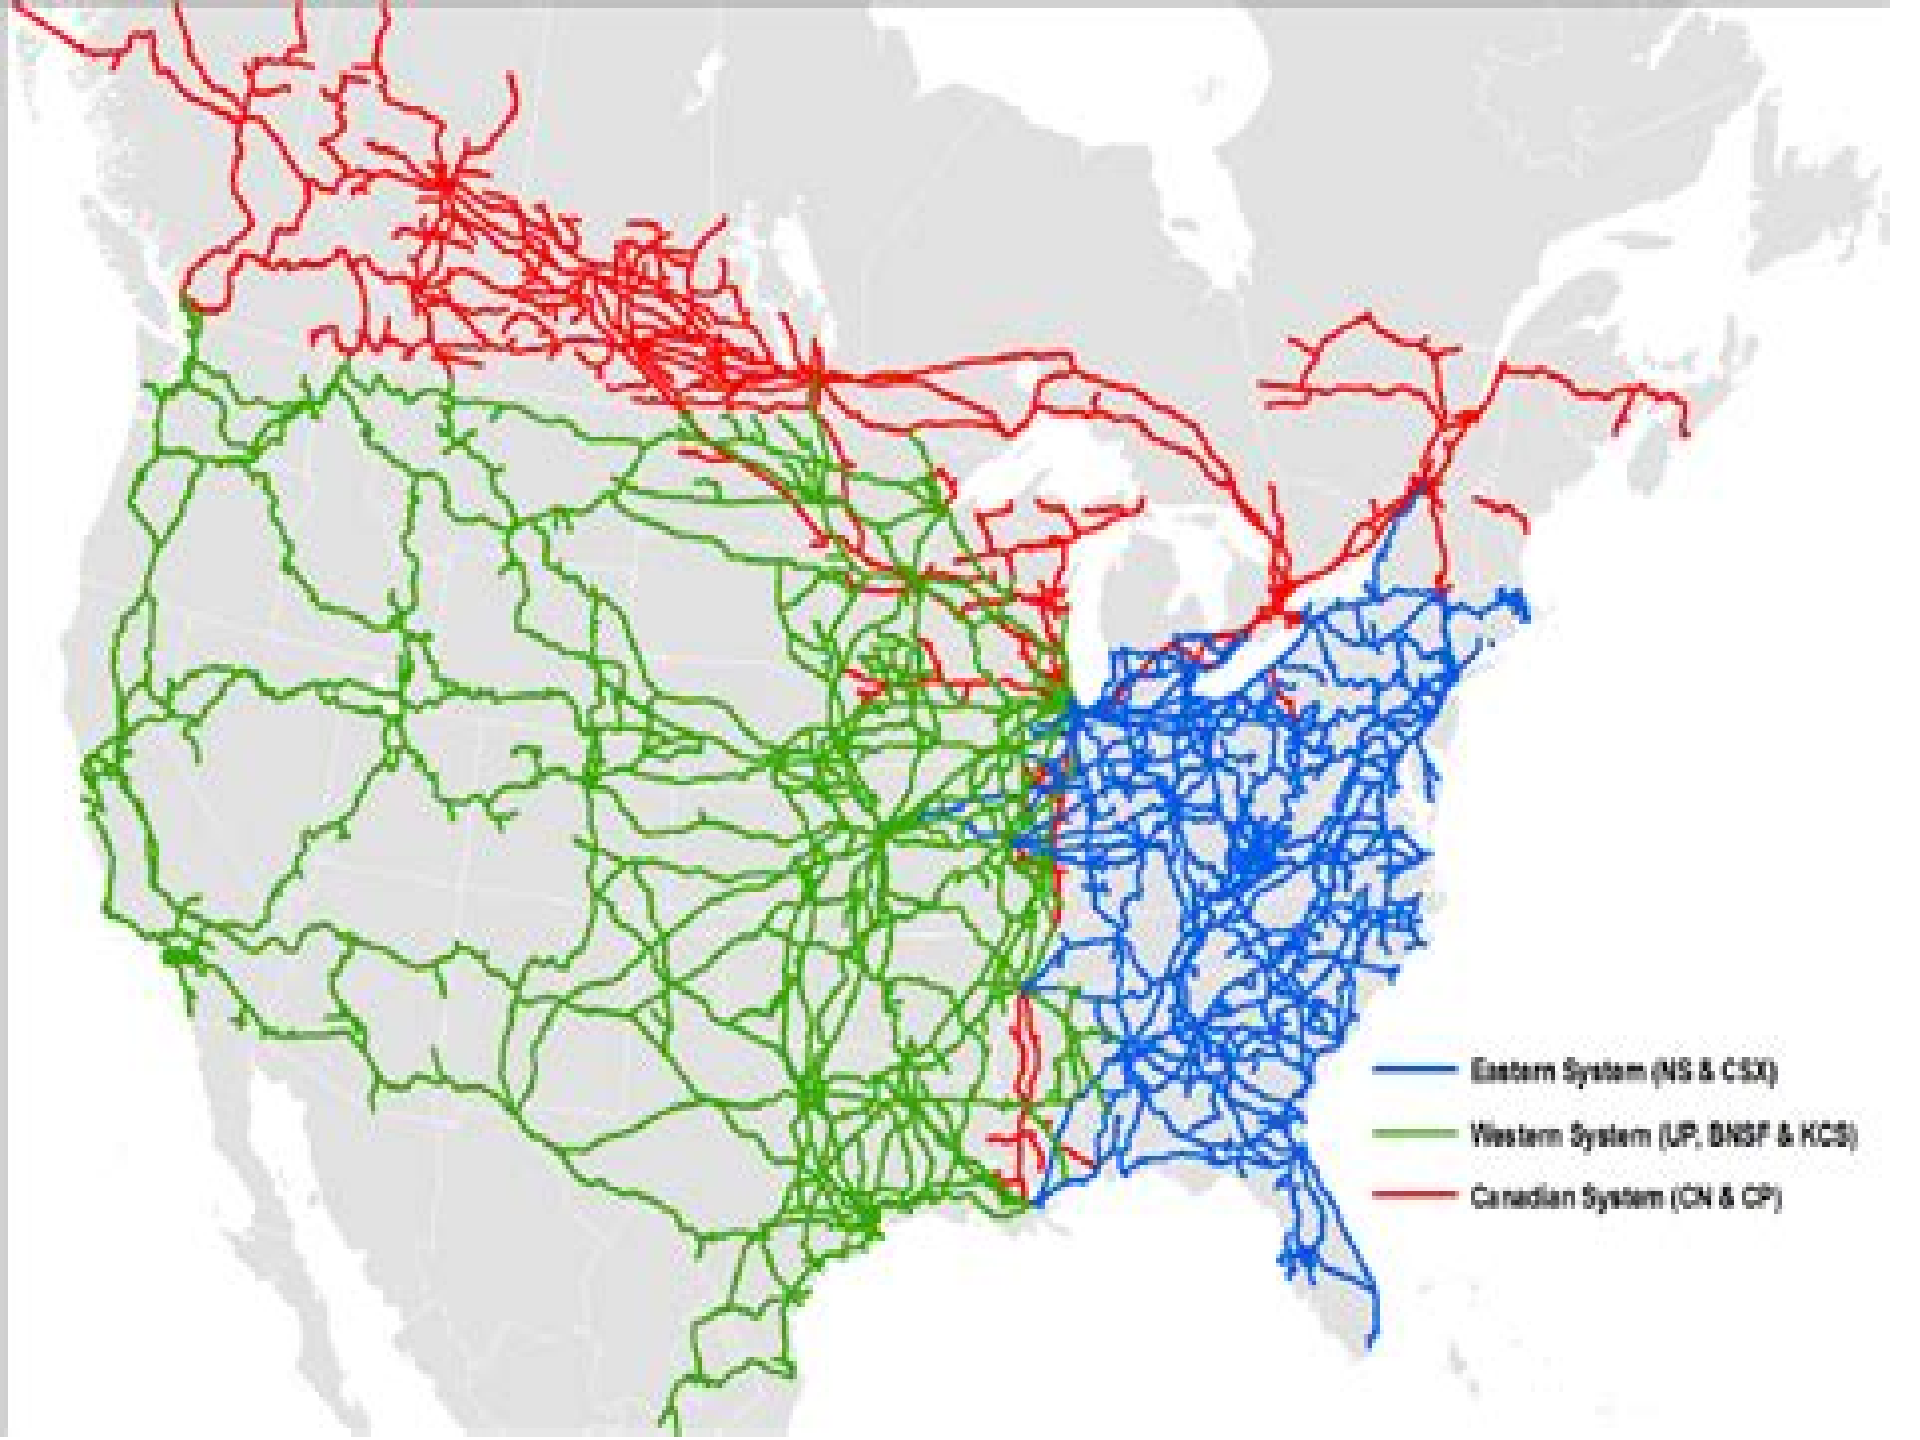 Eastern System (NS & CSX)
Western System (UP, BNSF & KCS)
Canadian System (CN & CP)